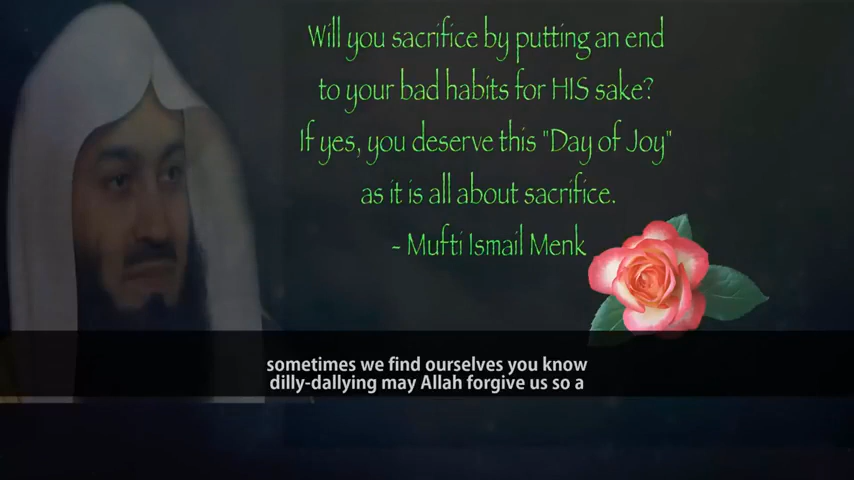 Will you sacrifice by putting an end
to your bad habits for HIS sake?
If yes, you deserve this "Day of Joy"
as it is all about sacrifice.
- Mufti Ismail Menk
sometimes we find ourselves you know
dilly-dallying may Allah forgive us so a